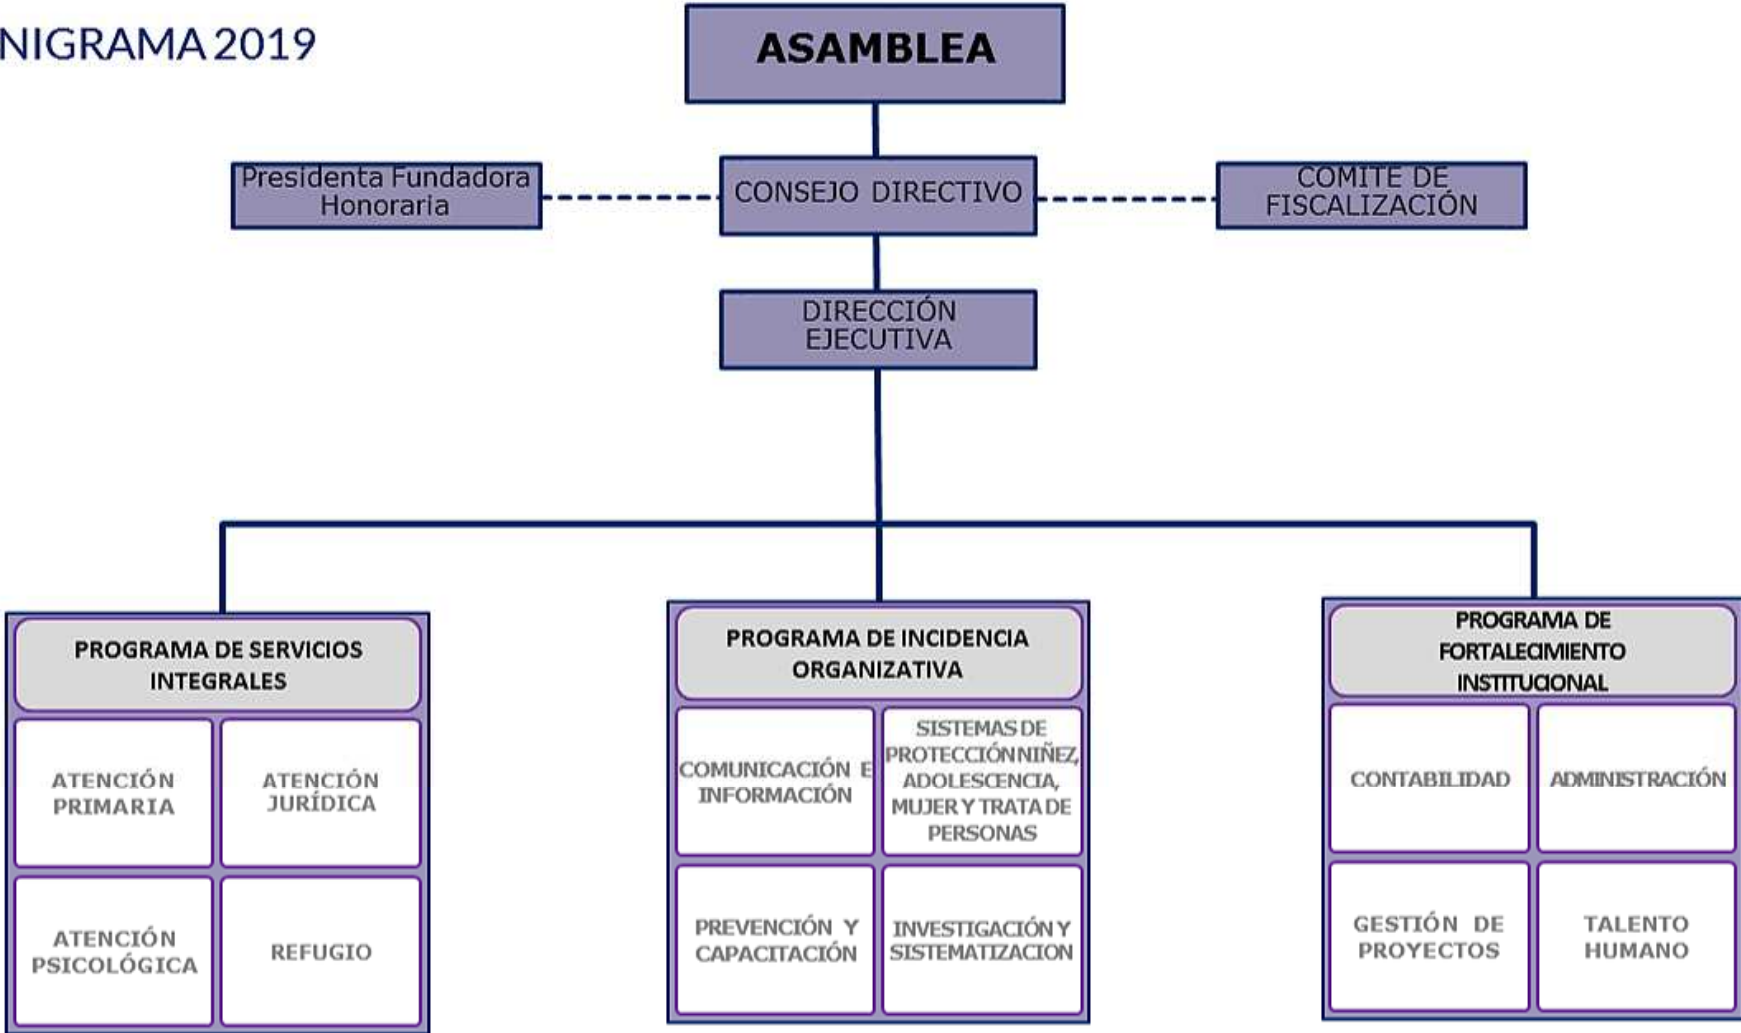 NIGRAMA 2019
ASAMBLEA
Presidenta Fundadora
Honoraria
CONSEJO DIRECTIVO
COMITE DE
FISCALIZACIÓN
DIRECCIÓN
EJECUTIVA
PROGRAMA DE SERVICIOS
INTEGRALES
ATENCIÓN
PRIMARIA
ATENCIÓN
JURÍDICA
ATENCIÓN
PSICOLÓGICA
REFUGIO
PROGRAMA DE INCIDENCIA
ORGANIZATIVA
COMUNICACIÓN E
INFORMACIÓN
SISTEMAS DE
PROTECCIÓN NIÑEZ,
ADOLESCENCIA,
MUJER Y TRATA DE
PERSONAS
PREVENCIÓN Y
CAPACITACIÓN
INVESTIGACIÓN Y
SISTEMATIZACION
PROGRAMA DE
FORTALECIMIENTO
INSTITUCIONAL
CONTABILIDAD
ADMINISTRACIÓN
GESTIÓN DE
PROYECTOS
TALENTO
HUMANO